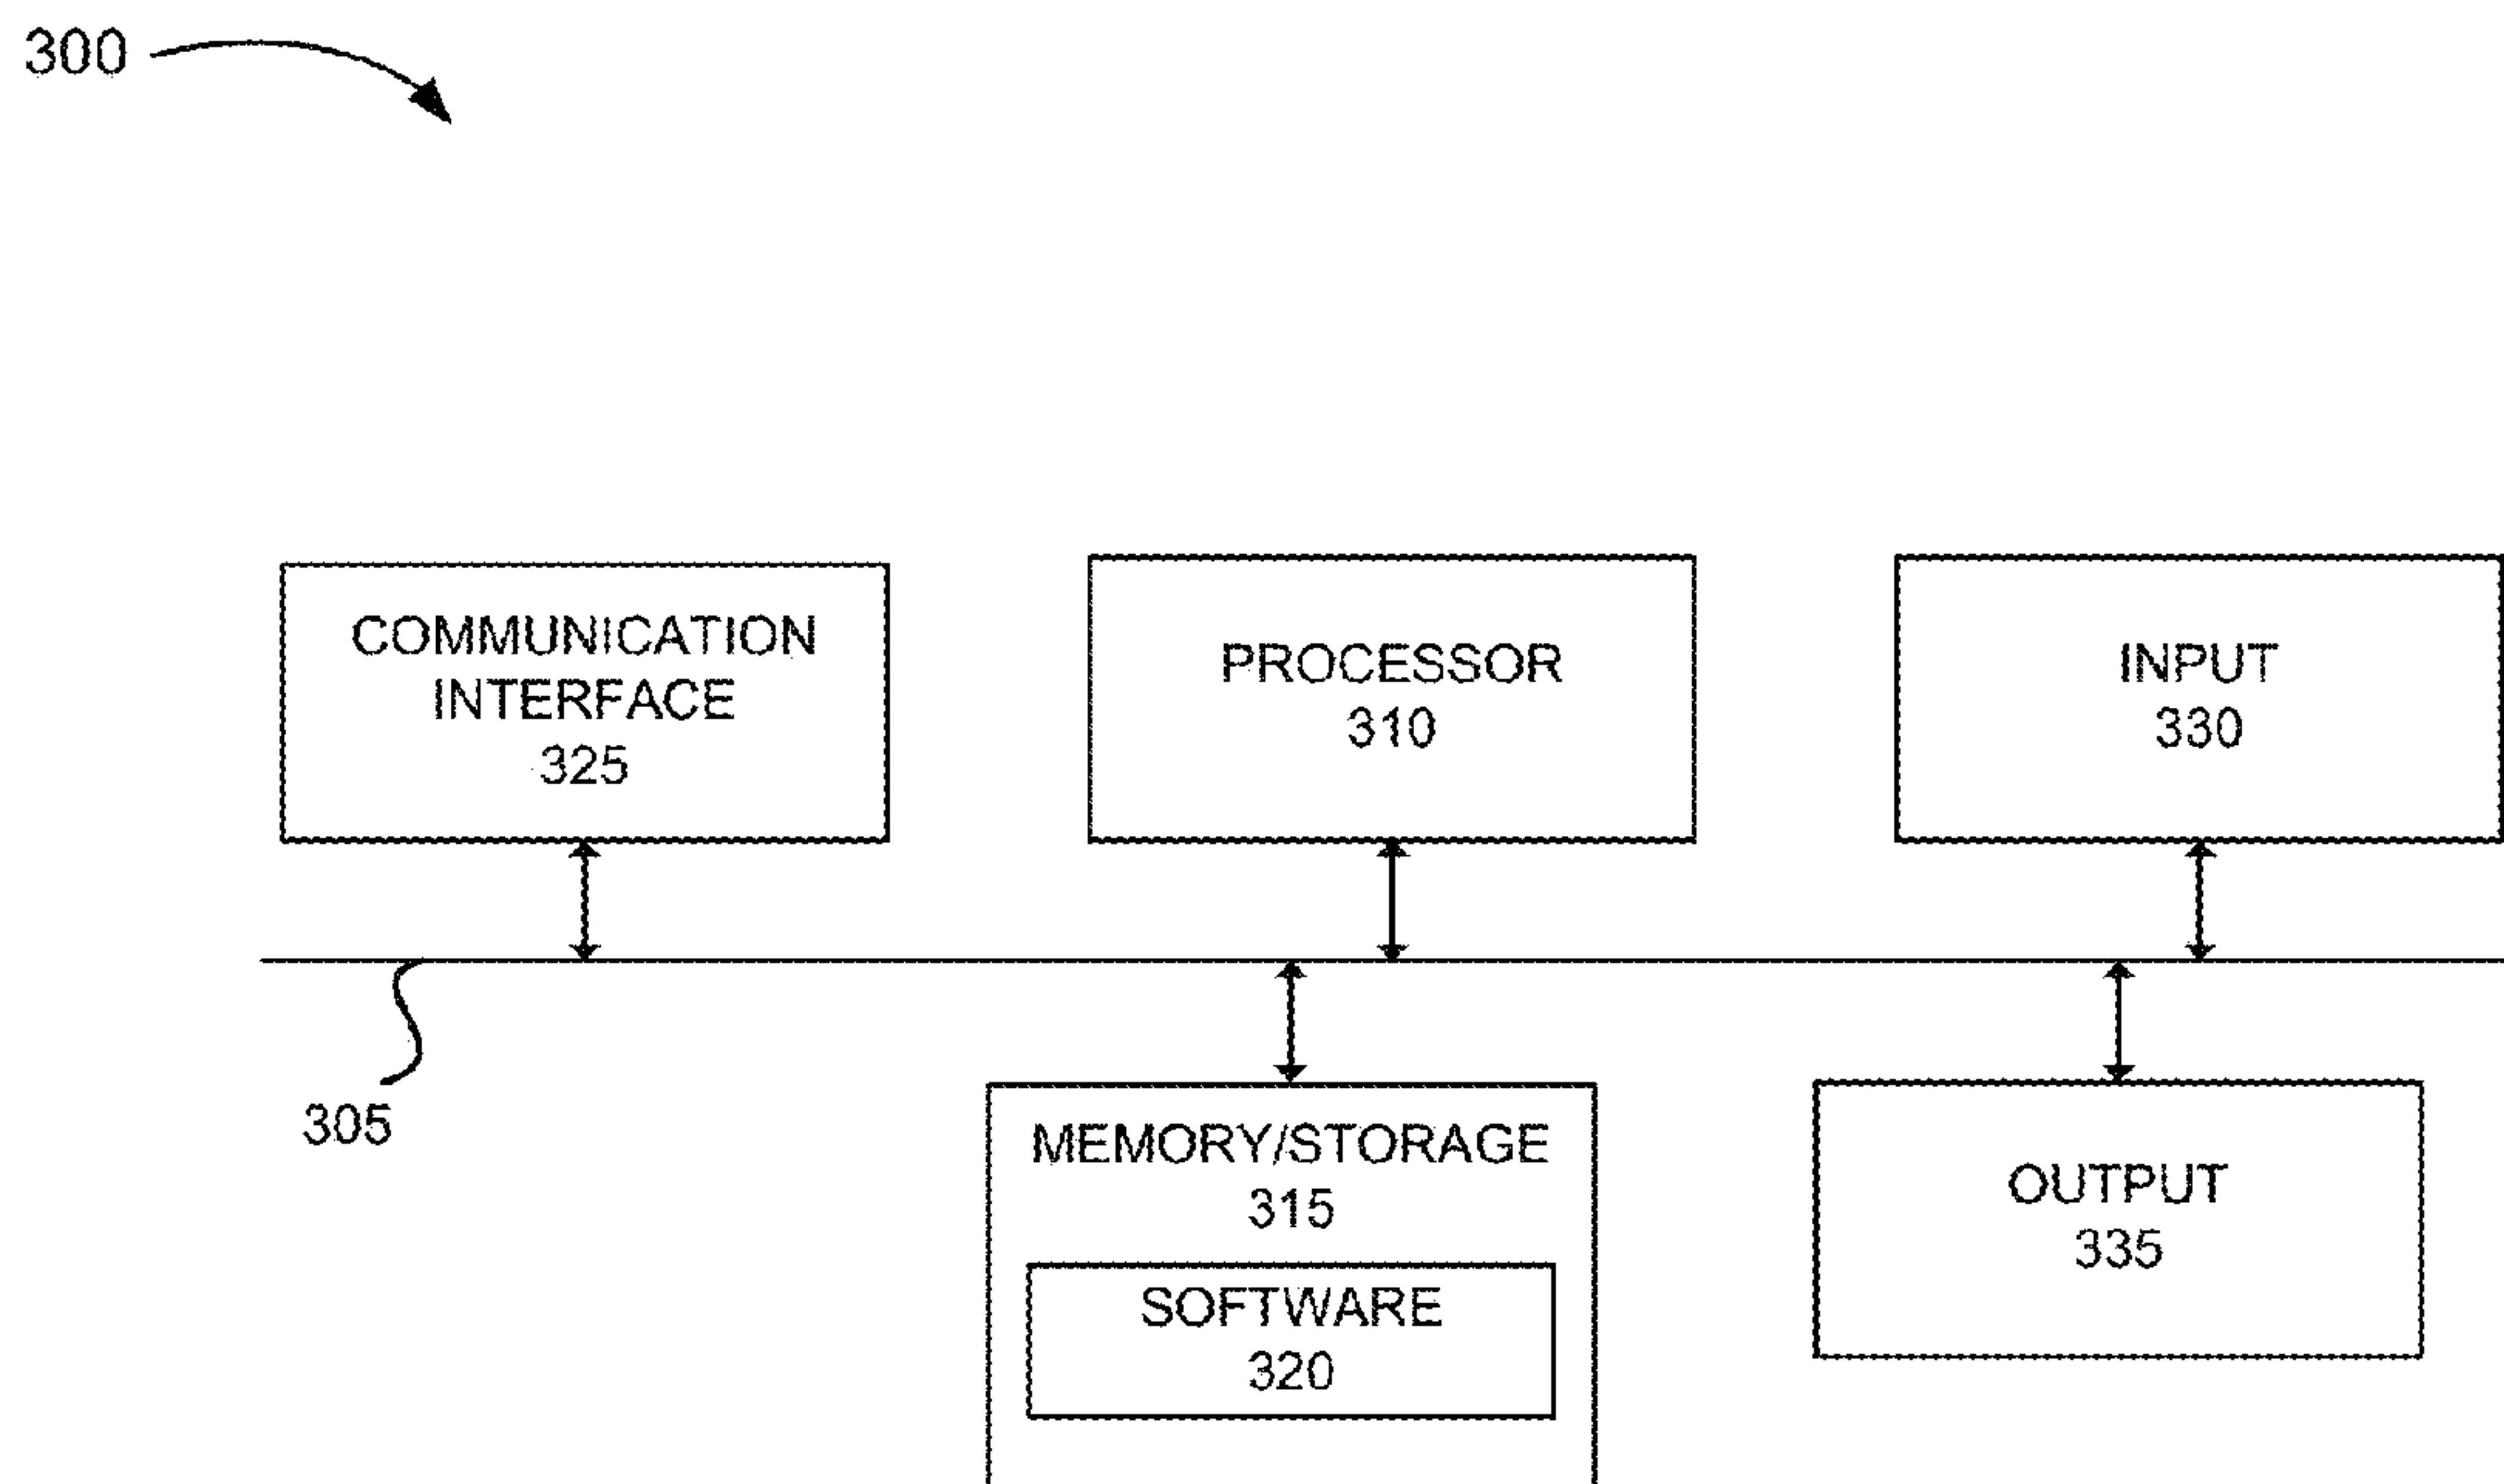 300
COMMUNICATION
INTERFACE
325
PROCESSOR
310
INPUT
330
305
MEMORY/STORAGE
315
SOFTWARE
320
OUTPUT
335